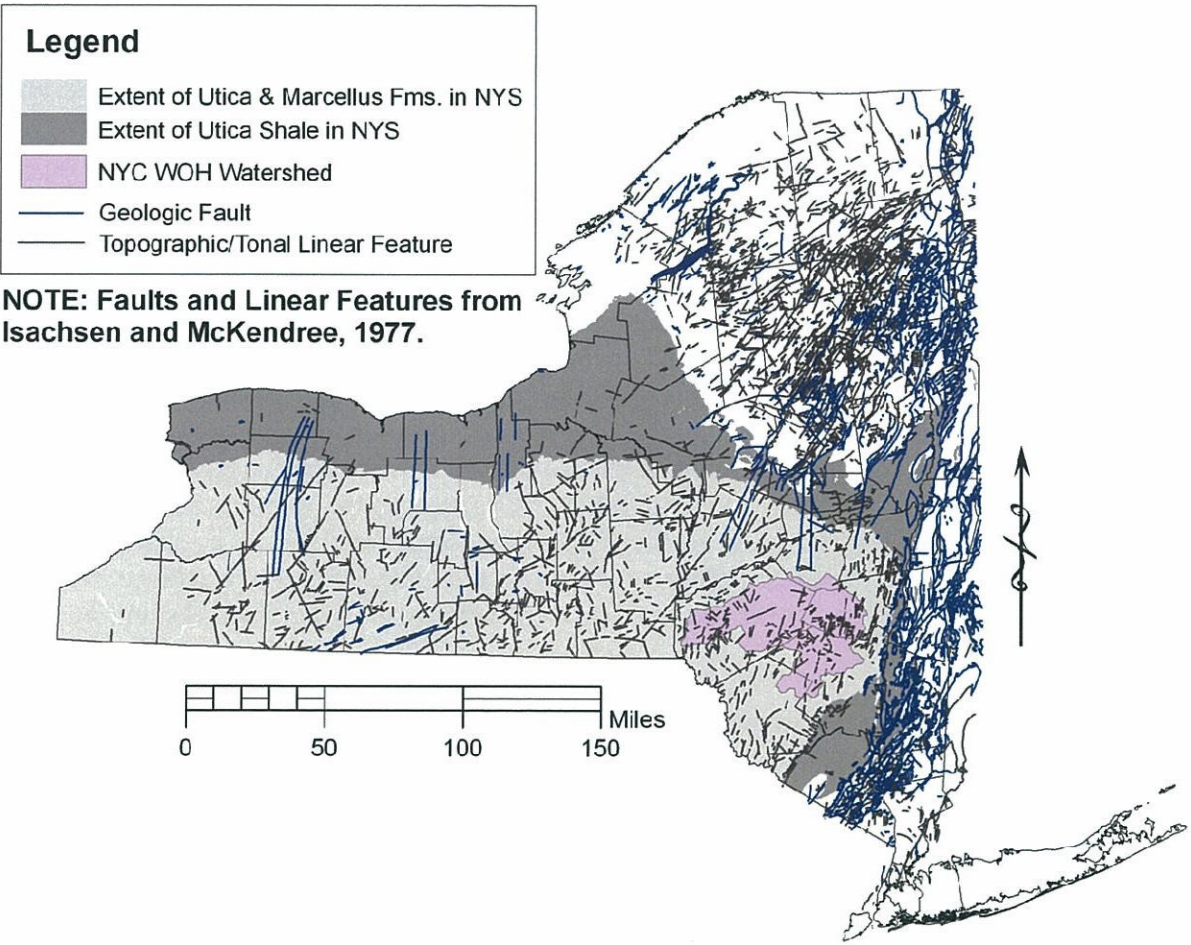 Legend
Extent of Utica & Marcellus Fms. in NYS
Extent of Utica Shale in NYS
NYC WOH Watershed
Geologic Fault
Topographic/Tonal Linear Feature
NOTE: Faults and Linear Features from
Isachsen and McKendree, 1977.
Miles
0 50 100 150